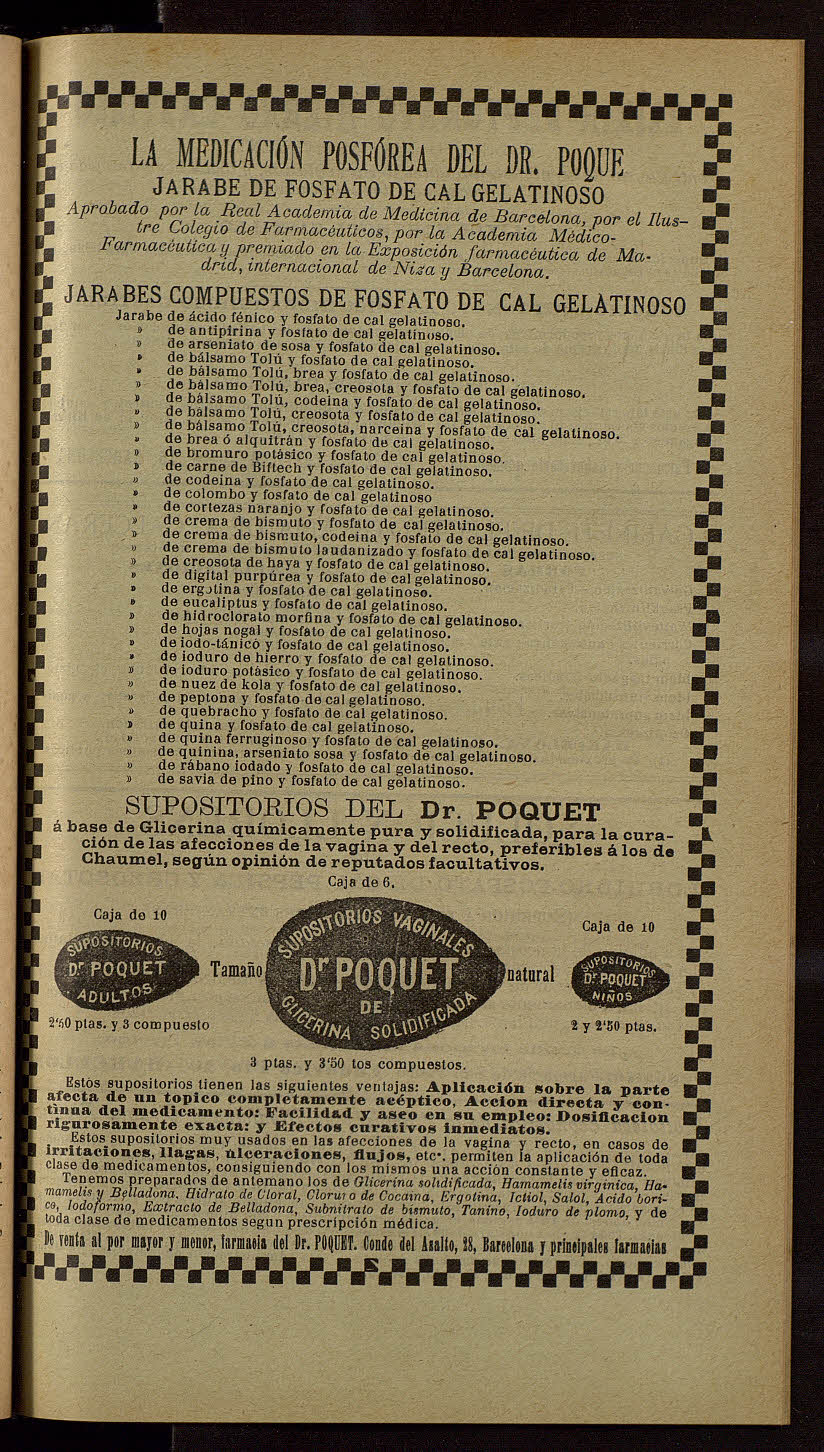 LA MEDICACIÓN POSFÓREA DEL DR. POQUE
JARABE DE FOSFATO DE CAL GELATINOSO
Aprobado por la Real Academia de Medicina de Barcelona, por el Ilus-
tre Colegio de Farmacéuticos, por la Academia Médico-
Farmacéutica y premiado en la Exposición farmacéutica de Ma-
drid, internacional de Niza y Barcelona.
JARABES COMPUESTOS DE FOSFATO DE CAL GELATINOSO
Jarabe de ácido fénico y fosfato de cal gelatinoso.
» de antipirina y fosfato de cal gelatinoso.
» de arseniato de sosa y fosfato de cal gelatinoso.
» de bálsamo Tolú y fosfato de cal gelatinoso.
» de bálsamo Tolú, brea y fosfato de cal gelatinoso.
» de bálsamo Tolú, brea, creosota y fosfato de cal gelatinoso.
» de bálsamo Tolú, codeina y fosfato de cal gelatinoso.
» de bálsamo Tolú, creosota y fosfato de cal gelatinoso.
» de bálsamo Tolú, creosota, narceina y fosfato de cal gelatinoso.
» de brea ó alquitrán y fosfato de cal gelatinoso.
» de bromuro potásico y fosfato de cal gelatinoso.
» de carne de Biftech y fosfato de cal gelatinoso.
» de codeina y fosfato de cal gelatinoso.
» de colombo y fosfato de cal gelatinoso
» de cortezas naranjo y fosfato de cal gelatinoso.
» de crema de bismuto y fosfato de cal gelatinoso.
» de crema de bismuto, codeina y fosfato de cal gelatinoso.
» de crema de bismuto laudanizado y fosfato de cal gelatinoso.
» de creosota de haya y fosfato de cal gelatinoso.
» de digital purpúrea y fosfato de cal gelatinoso.
» de ergotina y fosfato de cal gelatinoso.
» de eucaliptus y fosfato de cal gelatinoso.
» de hidroclorato morfina y fosfato de cal gelatinoso.
» de hojas nogal y fosfato de cal gelatinoso.
» de iodo-tánico y fosfato de cal gelatinoso.
» de ioduro de hierro y fosfato de cal gelatinoso.
» de ioduro potásico y fosfato de cal gelatinoso.
» de nuez de kola y fosfato de cal gelatinoso.
» de peptona y fosfato de cal gelatinoso.
» de quebracho y fosfato de cal gelatinoso.
» de quina y fosfato de cal gelatinoso.
» de quina ferruginoso y fosfato de cal gelatinoso.
» de quinina, arseniato sosa y fosfato de cal gelatinoso.
» de rábano iodado y fosfato de cal gelatinoso.
» de savia de pino y fosfato de cal gelatinoso.
SUPOSITORIOS DEL Dr. POQUET
á base de Glicerina químicamente pura y solidificada, para la cura-
ción de las afecciones de la vagina y del recto, preferibles á los de
Chaumel, según opinión de reputados facultativos.
Caja de 6.
Caja de 10
SUPOSITORIOS
Dr POQUET
ADULTOS
2'50 ptas. y 3 compuesto
Tamaño
SUPOSITORIOS VAGINALES
Dr POQUET
DE
GLICERINA SOLIDIFICADA
natural
Caja de 10
SUPOSITORIOS
Dr POQUET
NIÑOS
2 y 2'50 ptas.
3 ptas. y 3'50 tos compuestos.
Estos supositorios tienen las siguientes ventajas: Aplicación sobre la parte
afecta de un topico completamente acéptico, Accion directa y con-
tinua del medicamento: Facilidad y aseo en su empleo: Dosificacion
rigurosamente exacta: y Efectos curativos inmediatos.
Estos supositorios muy usados en las afecciones de la vagina y recto, en casos de
irritaciones, llagas, ulceraciones, flujos, etc. permiten la aplicación de toda
clase de medicamentos, consiguiendo con los mismos una acción constante y eficaz.
Tenemos preparados de antemano los de Glicerina solidificada, Hamamelis virginica, Ha-
mamelis y Belladona, Hidrato de Cloral, Cloruro de Cocaina, Ergotina, Ictiol, Salol, Acido bori-
co, Iodoformo, Extracto de Belladona, Subnitrato de bismuto, Tanino, Ioduro de plomo, y de
toda clase de medicamentos segun prescripción médica.
De venta al por mayor y menor, farmacia del Dr. POQUET. Conde del Asalto, 28, Barcelona y principales farmacias